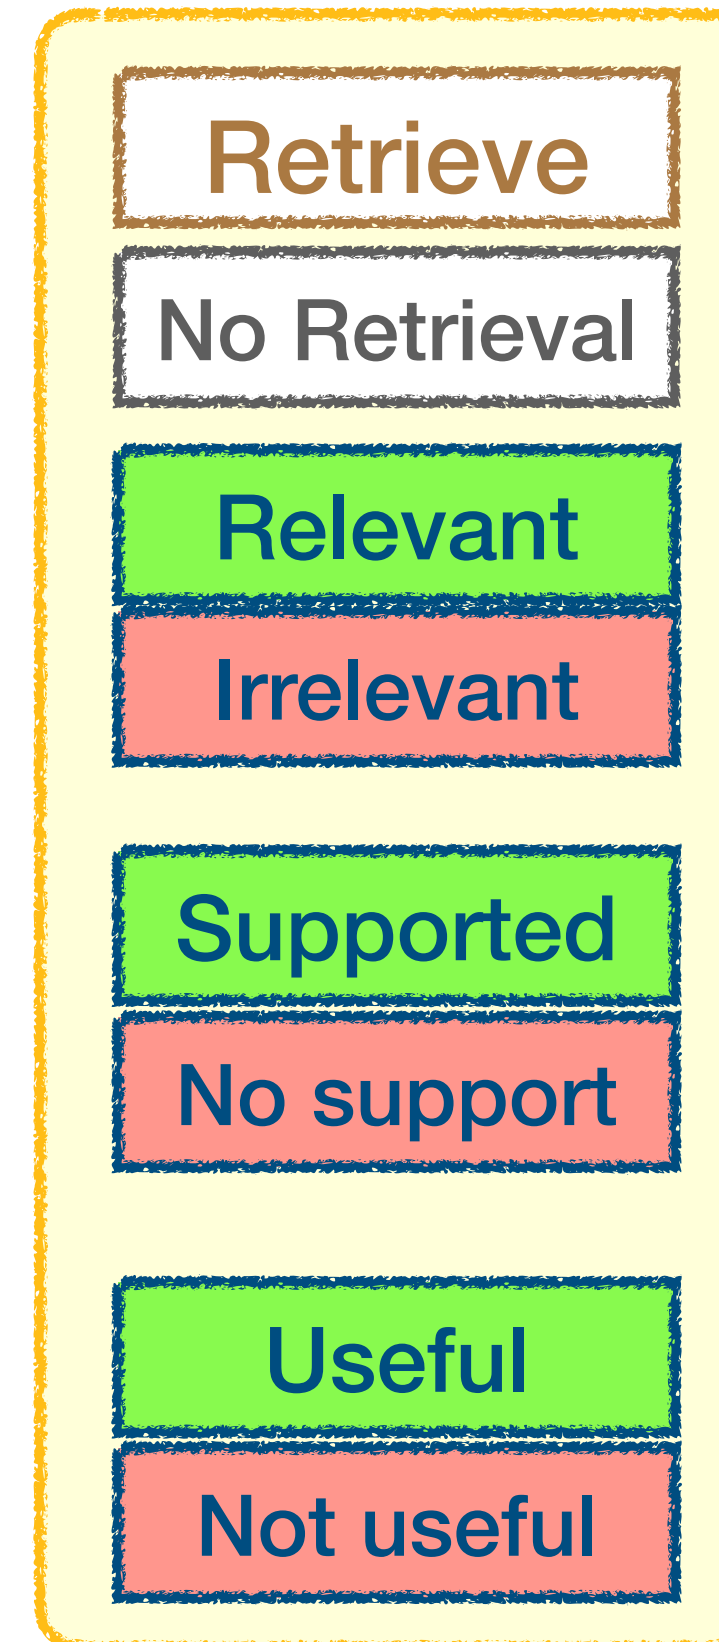 Retrieve
No Retrieval
Relevant
Irrelevant
Supported
No support
Useful
Not useful